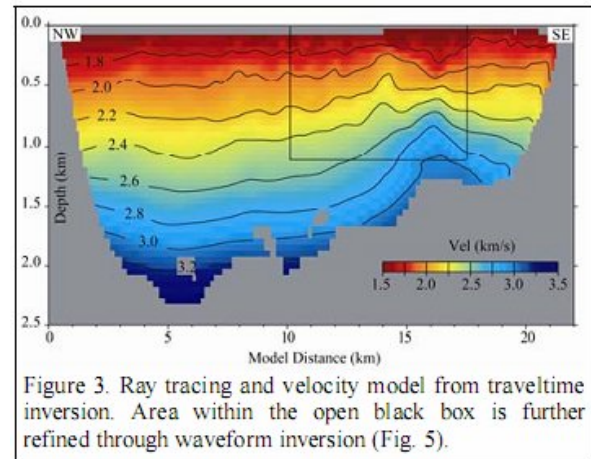 0.0
NW
SE
1.8
0.5
2.0
2.2
1.0
2.4
2.6
1.5
2.8
3.0
2.0
3.2
2.5
Depth (km)
Vel (km/s)
1.5 2.0 2.5 3.0 3.5
0 5 10 15 20
Model Distance (km)
Figure 3. Ray tracing and velocity model from traveltime
inversion. Area within the open black box is further
refined through waveform inversion (Fig. 5).